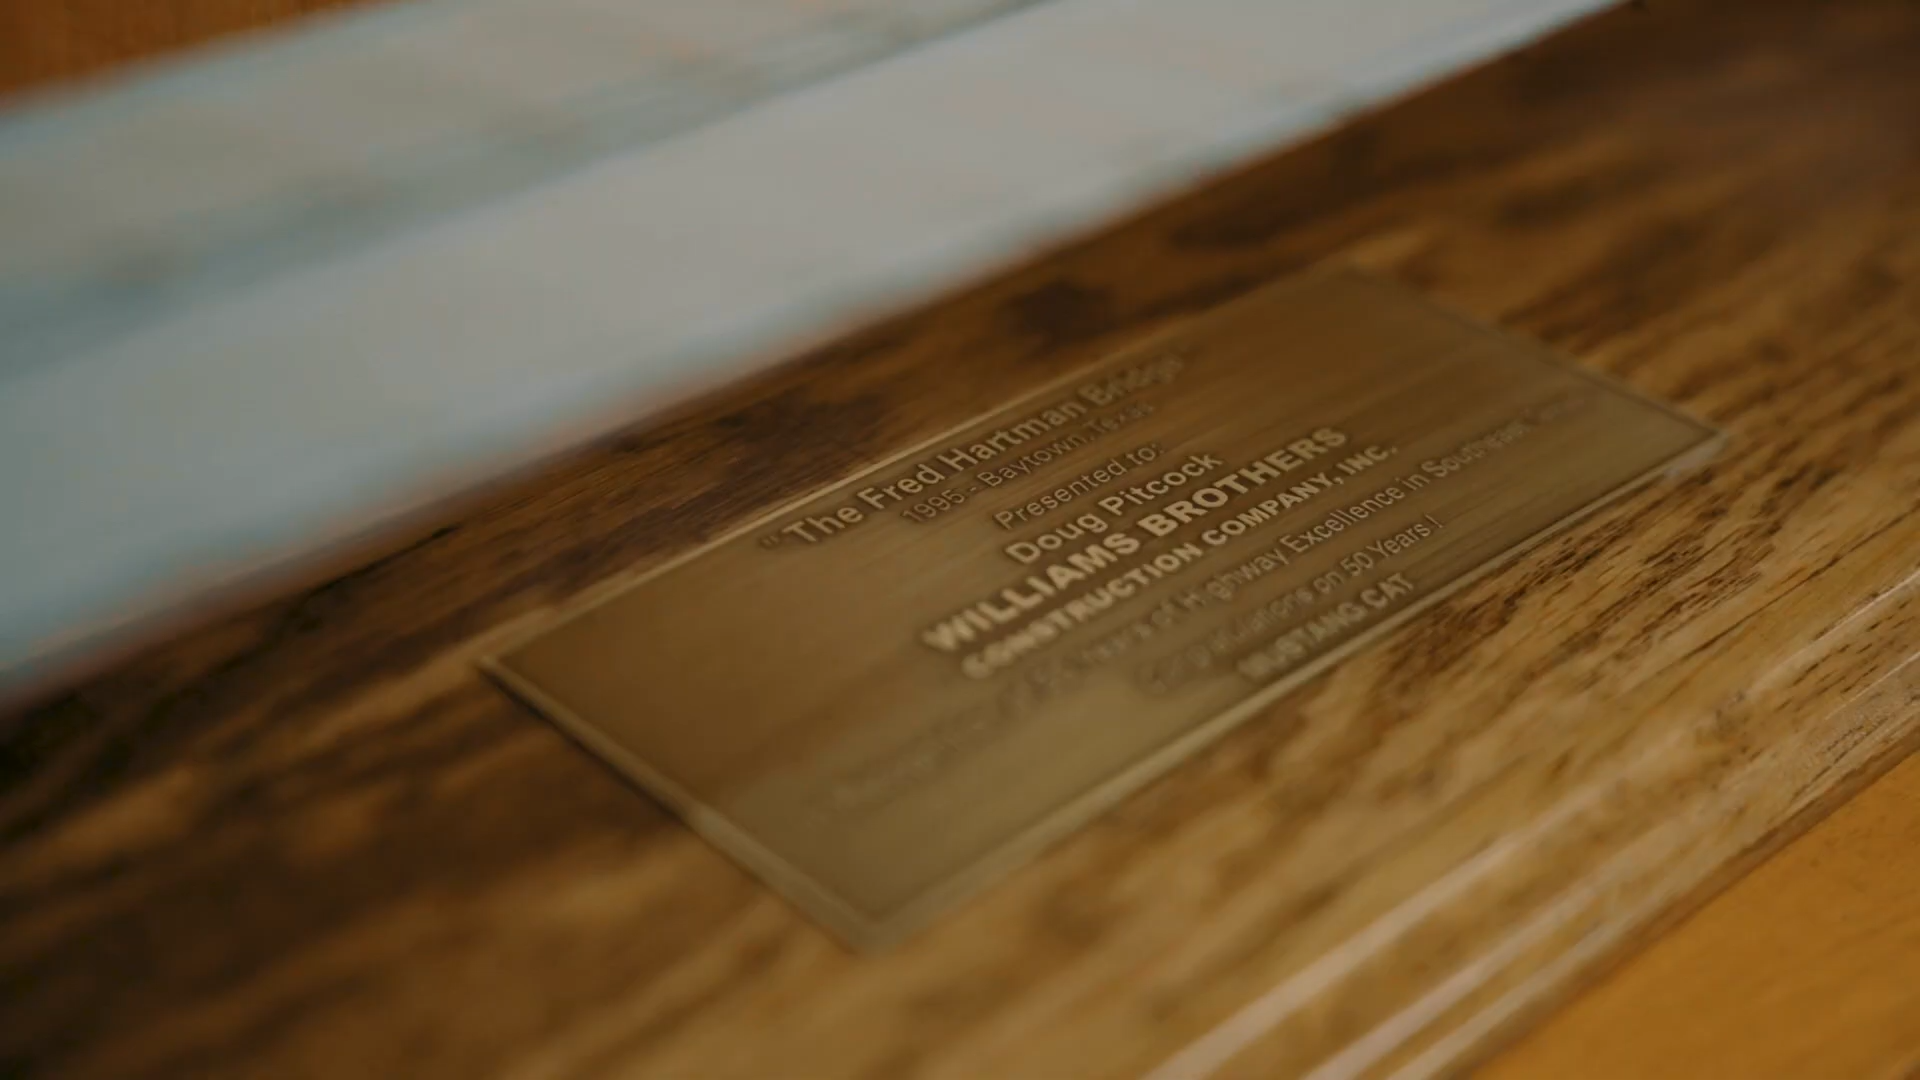 "The Fred Hartman Bridge"
1995 - Baytown, Texas
Presented to:
Doug Pitcock
WILLIAMS BROTHERS
CONSTRUCTION COMPANY, INC.
Years of Highway Excellence in Southeast
Congratulations on 50 Years!
MUSTANG CAT